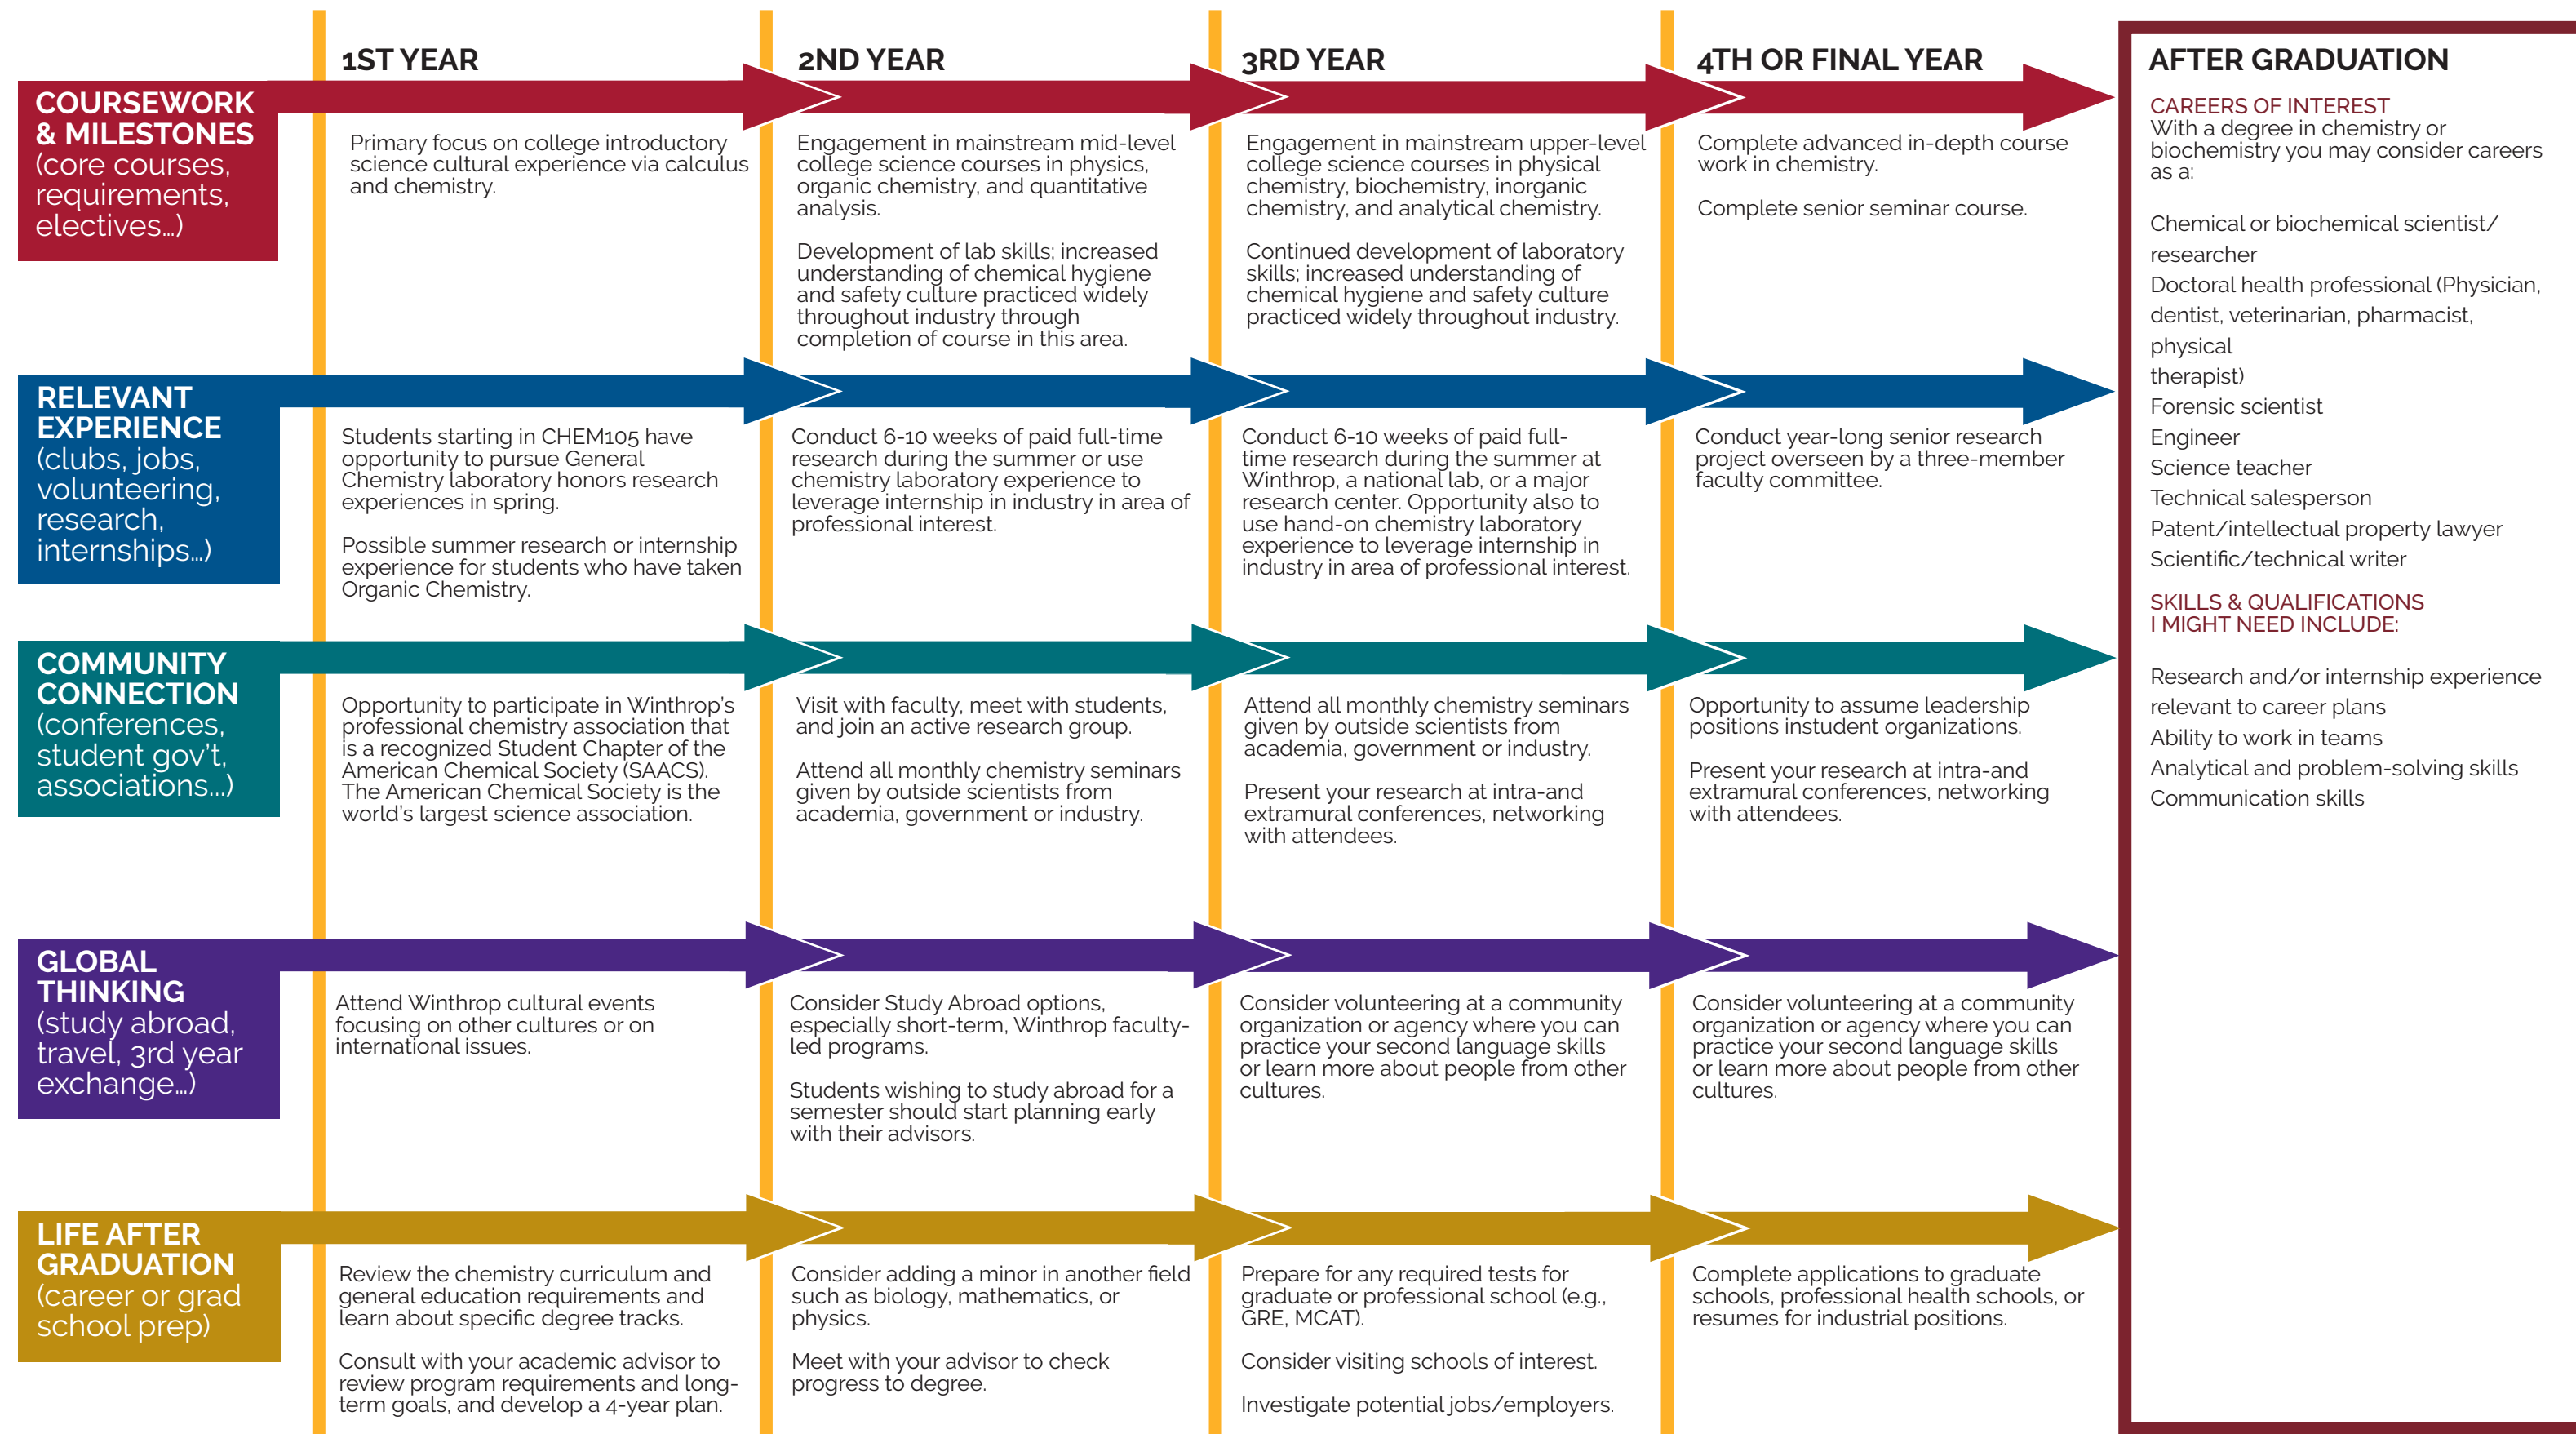 1ST YEAR
2ND YEAR
3RD YEAR
4TH OR FINAL YEAR
COURSEWORK
& MILESTONES
(core courses,
requirements,
electives…)
Primary focus on college introductory
science cultural experience via calculus
and chemistry.
Engagement in mainstream mid-level
college science courses in physics,
organic chemistry, and quantitative
analysis.
Development of lab skills; increased
understanding of chemical hygiene
and safety culture practiced widely
throughout industry through
completion of course in this area.
Engagement in mainstream upper-level
college science courses in physical
chemistry, biochemistry, inorganic
chemistry, and analytical chemistry.
Continued development of laboratory
skills; increased understanding of
chemical hygiene and safety culture
practiced widely throughout industry.
Complete advanced in-depth course
work in chemistry.
Complete senior seminar course.
RELEVANT
EXPERIENCE
(clubs, jobs,
volunteering,
research,
internships…)
Students starting in CHEM105 have
opportunity to pursue General
Chemistry laboratory honors research
experiences in spring.
Possible summer research or internship
experience for students who have taken
Organic Chemistry.
Conduct 6-10 weeks of paid full-time
research during the summer or use
chemistry laboratory experience to
leverage internship in industry in area of
professional interest.
Conduct 6-10 weeks of paid full-
time research during the summer at
Winthrop, a national lab, or a major
research center. Opportunity also to
use hand-on chemistry laboratory
experience to leverage internship in
industry in area of professional interest.
Conduct year-long senior research
project overseen by a three-member
faculty committee.
COMMUNITY
CONNECTION
(conferences,
student gov't,
associations...)
Opportunity to participate in Winthrop's
professional chemistry association that
is a recognized Student Chapter of the
American Chemical Society (SAACS).
The American Chemical Society is the
world's largest science association.
Visit with faculty, meet with students,
and join an active research group.
Attend all monthly chemistry seminars
given by outside scientists from
academia, government or industry.
Attend all monthly chemistry seminars
given by outside scientists from
academia, government or industry.
Present your research at intra-and
extramural conferences, networking
with attendees.
Opportunity to assume leadership
positions instudent organizations.
Present your research at intra-and
extramural conferences, networking
with attendees.
GLOBAL
THINKING
(study abroad,
travel, 3rd year
exchange…)
Attend Winthrop cultural events
focusing on other cultures or on
international issues.
Consider Study Abroad options,
especially short-term, Winthrop faculty-
led programs.
Students wishing to study abroad for a
semester should start planning early
with their advisors.
Consider volunteering at a community
organization or agency where you can
practice your second language skills
or learn more about people from other
cultures.
Consider volunteering at a community
organization or agency where you can
practice your second language skills
or learn more about people from other
cultures.
LIFE AFTER
GRADUATION
(career or grad
school prep)
Review the chemistry curriculum and
general education requirements and
learn about specific degree tracks.
Consult with your academic advisor to
review program requirements and long-
term goals, and develop a 4-year plan.
Consider adding a minor in another field
such as biology, mathematics, or
physics.
Meet with your advisor to check
progress to degree.
Prepare for any required tests for
graduate or professional school (e.g.,
GRE, MCAT).
Consider visiting schools of interest.
Investigate potential jobs/employers.
Complete applications to graduate
schools, professional health schools, or
resumes for industrial positions.
AFTER GRADUATION
CAREERS OF INTEREST
With a degree in chemistry or
biochemistry you may consider careers
as a:
Chemical or biochemical scientist/
researcher
Doctoral health professional (Physician,
dentist, veterinarian, pharmacist,
physical
therapist)
Forensic scientist
Engineer
Science teacher
Technical salesperson
Patent/intellectual property lawyer
Scientific/technical writer
SKILLS & QUALIFICATIONS
I MIGHT NEED INCLUDE:
Research and/or internship experience
relevant to career plans
Ability to work in teams
Analytical and problem-solving skills
Communication skills